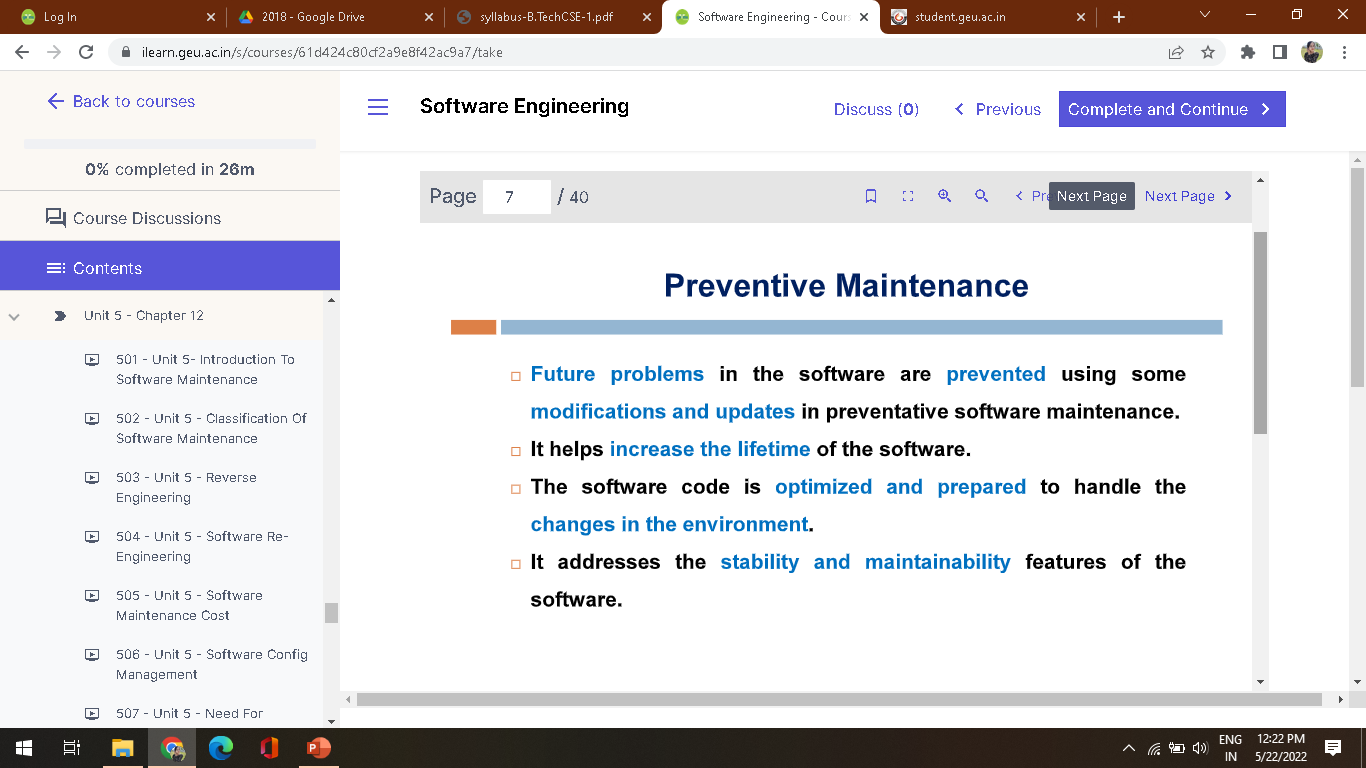 Log In
2018 - Google Drive
syllabus-B.TechCSE-1.pdf
Software Engineering - Cour
student.geu.ac.in
ilearn.geu.ac.in/s/courses/61d424c80cf2a9e8f42ac9a7/take
Back to courses
0% completed in 26m
Course Discussions
Contents
Unit 5 - Chapter 12
501 - Unit 5- Introduction To
Software Maintenance
502 - Unit 5 - Classification Of
Software Maintenance
503 - Unit 5 - Reverse
Engineering
504 - Unit 5 - Software Re-
Engineering
505 - Unit 5 - Software
Maintenance Cost
506 - Unit 5 - Software Config
Management
507 - Unit 5 - Need For
Software Engineering
Discuss (0)
Previous
Complete and Continue
Page 7 / 40
Pre
Next Page
Next Page
Preventive Maintenance
Future problems in the software are prevented using some
modifications and updates in preventative software maintenance.
It helps increase the lifetime of the software.
The software code is optimized and prepared to handle the
changes in the environment.
It addresses the stability and maintainability features of the
software.
ENG
IN
12:22 PM
5/22/2022